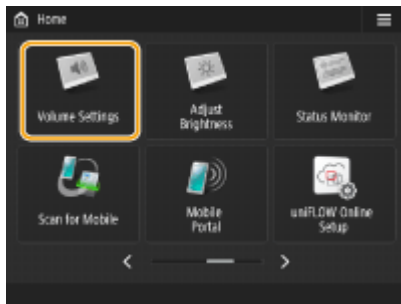 Home
Volume Settings
Adjust
Brightness
Status Monitor
Scan for Mobile
Mobile
Portal
uniFLOW Online
Setup